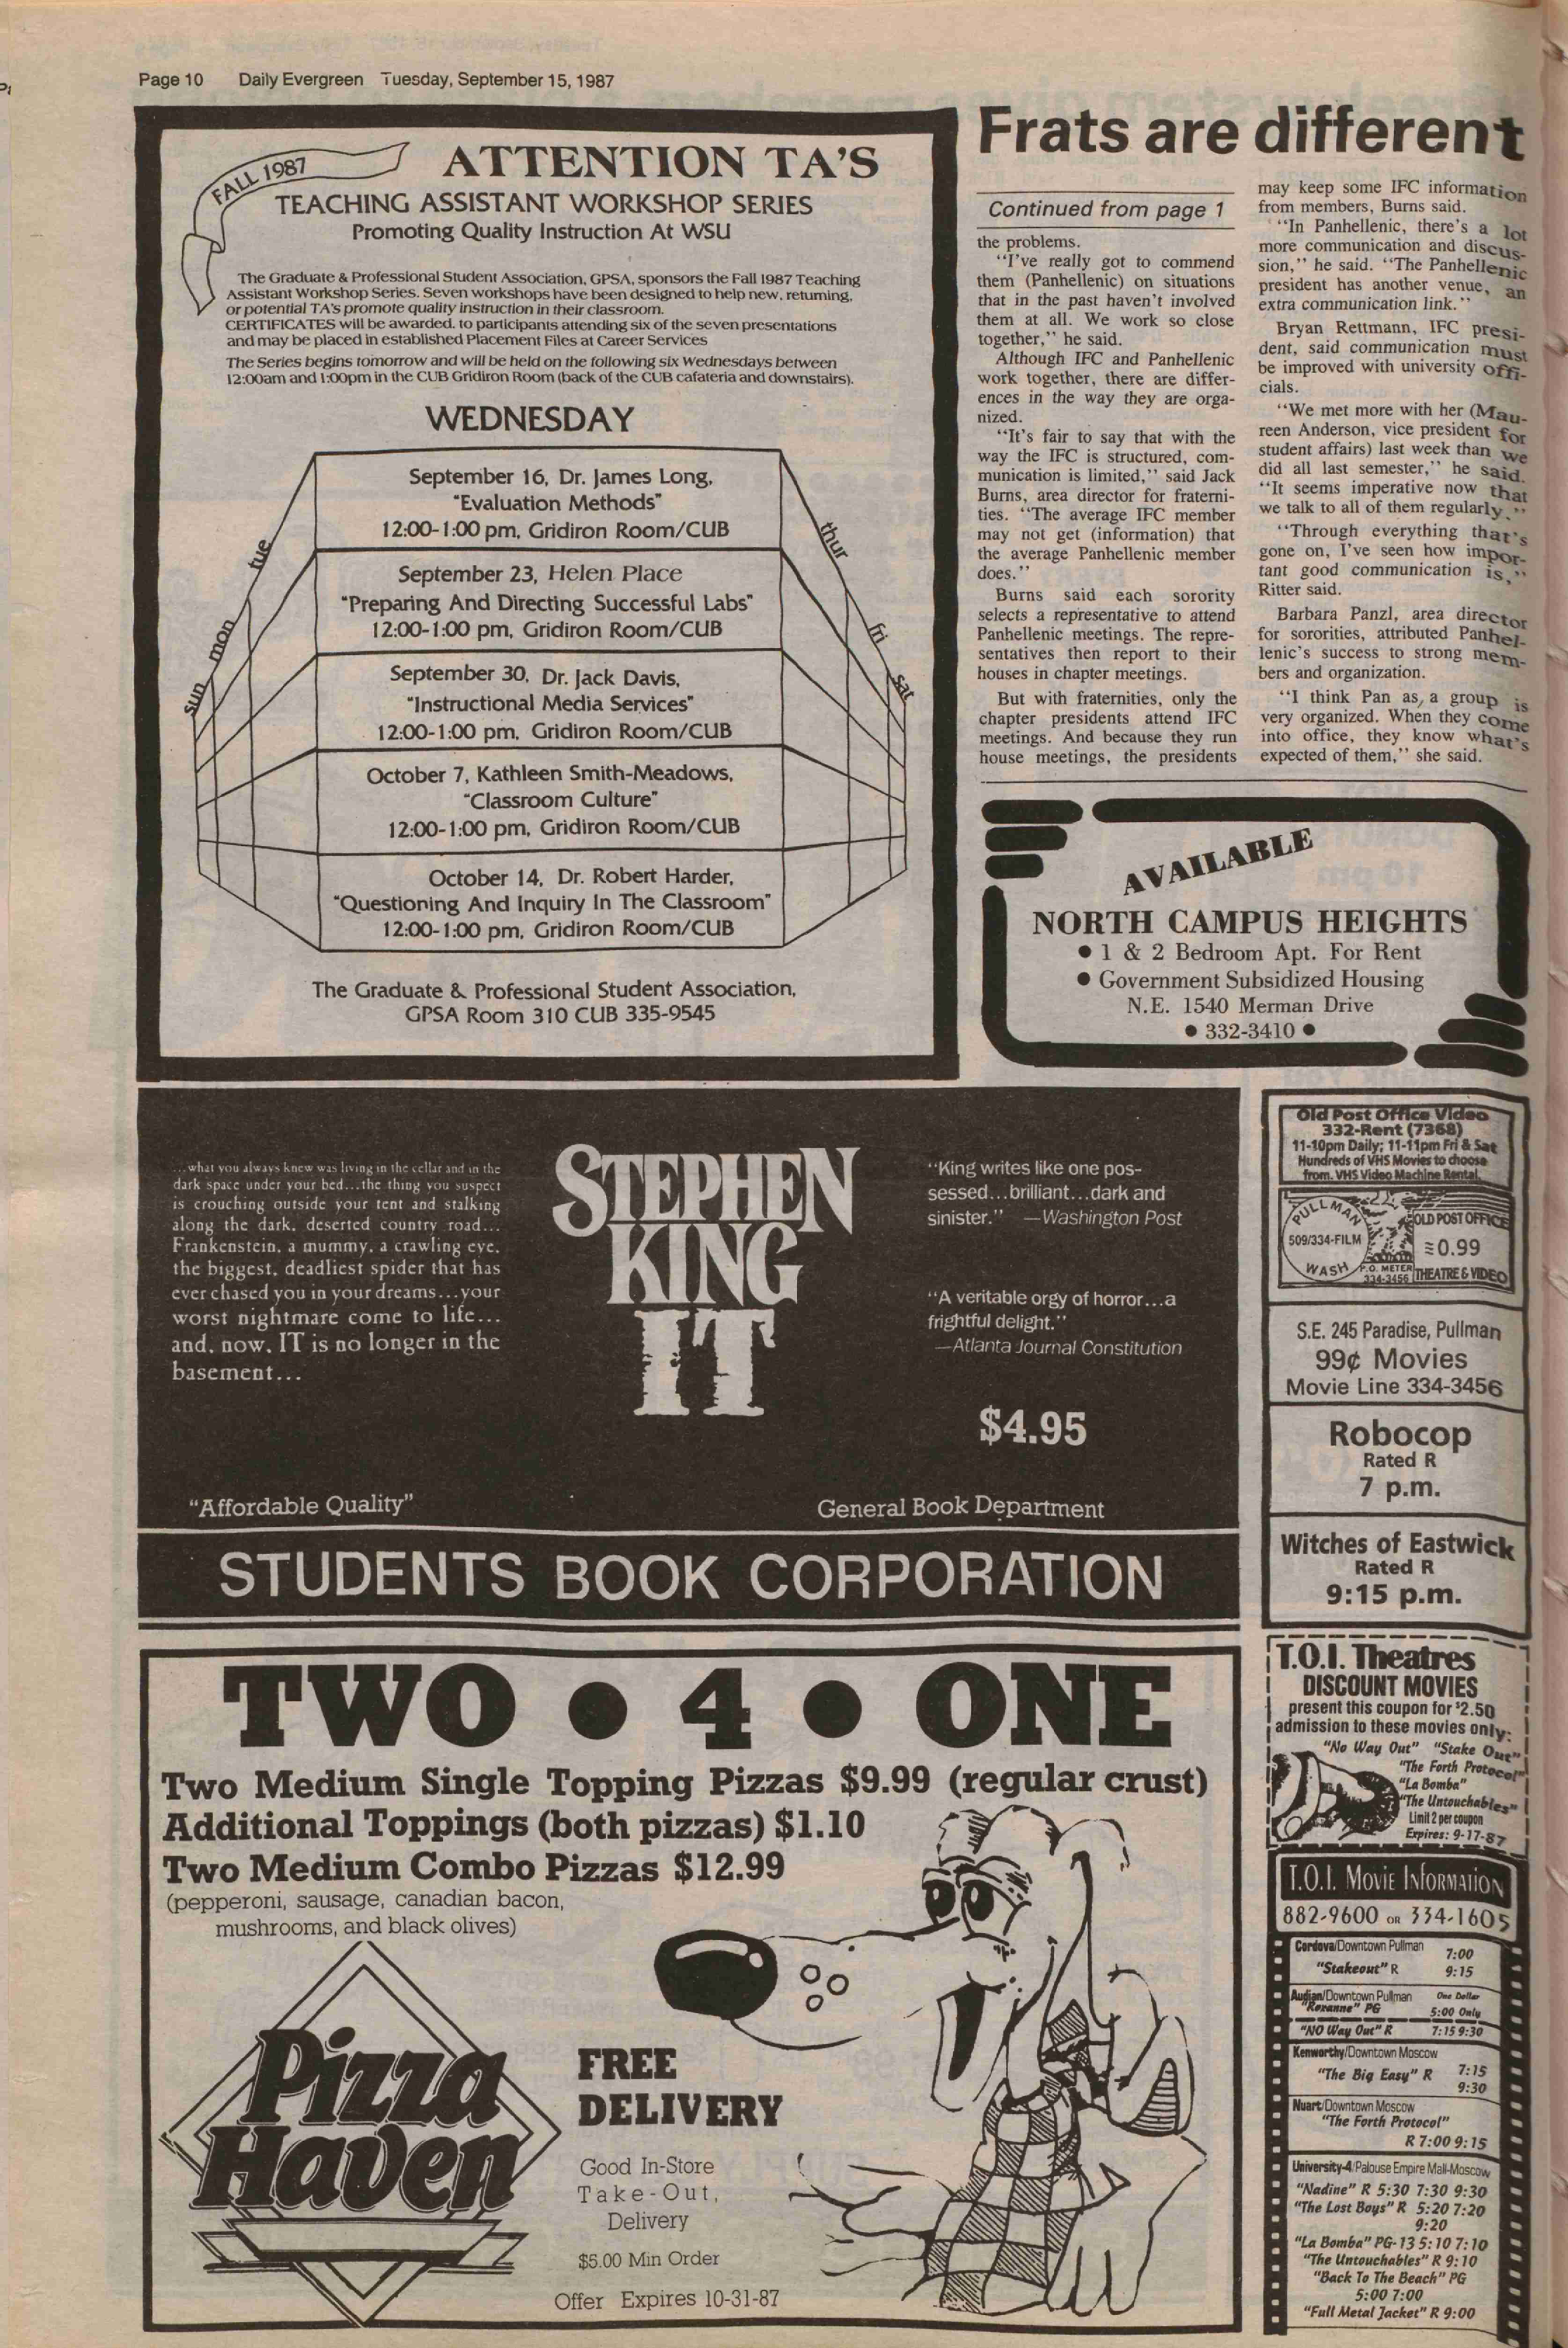 Page 10 Daily Evergreen Tuesday, September 15, 1987
FALL 1987
ATTENTION TA'S
TEACHING ASSISTANT WORKSHOP SERIES
Promoting Quality Instruction At WSU
The Graduate & Professional Student Association, GPSA, sponsors the Fall 1987 Teaching
Assistant Workshop Series. Seven workshops have been designed to help new, returning,
or potential TA's promote quality instruction in their classroom.
CERTIFICATES will be awarded. to participants attending six of the seven presentations
and may be placed in established Placement Files at Career Services
The Series begins tomorrow and will be held on the following six Wednesdays between
12:00am and 1:00pm in the CUB Gridiron Room (back of the CUB cafateria and downstairs).
WEDNESDAY
sun
mon
tue
thur
fri
sat
September 16, Dr. James Long,
"Evaluation Methods"
12:00-1:00 pm, Gridiron Room/CUB
September 23, Helen Place
"Preparing And Directing Successful Labs"
12:00-1:00 pm, Gridiron Room/CUB
September 30, Dr. Jack Davis,
"Instructional Media Services"
12:00-1:00 pm, Gridiron Room/CUB
October 7, Kathleen Smith-Meadows,
"Classroom Culture"
12:00-1:00 pm, Gridiron Room/CUB
October 14, Dr. Robert Harder,
"Questioning And Inquiry In The Classroom"
12:00-1:00 pm, Gridiron Room/CUB
The Graduate & Professional Student Association,
GPSA Room 310 CUB 335-9545
Frats are different
Continued from page 1
the problems.
"I've really got to commend
them (Panhellenic) on situations
that in the past haven't involved
them at all. We work so close
together," he said.
Although IFC and Panhellenic
work together, there are differ-
ences in the way they are orga-
nized.
"It's fair to say that with the
way the IFC is structured, com-
munication is limited," said Jack
Burns, area director for fraterni-
ties. "The average IFC member
may not get (information) that
the average Panhellenic member
does."
Burns said each sorority
selects a representative to attend
Panhellenic meetings. The repre-
sentatives then report to their
houses in chapter meetings.
But with fraternities, only the
chapter presidents attend IFC
meetings. And because they run
house meetings, the presidents
may keep some IFC information
from members, Burns said.
"In Panhellenic, there's a lot
more communication and discus-
sion," he said. "The Panhellenic
president has another venue, an
extra communication link."
Bryan Rettmann, IFC presi-
dent, said communication must
be improved with university offi-
cials.
"We met more with her (Mau-
reen Anderson, vice president for
student affairs) last week than we
did all last semester," he said.
"It seems imperative now that
we talk to all of them regularly."
"Through everything that's
gone on, I've seen how impor-
tant good communication is,"
Ritter said.
Barbara Panzl, area director
for sororities, attributed Panhel-
lenic's success to strong mem-
bers and organization.
"I think Pan as, a group is
very organized. When they come
into office, they know what's
expected of them," she said.
AVAILABLE
NORTH CAMPUS HEIGHTS
● 1 & 2 Bedroom Apt. For Rent
● Government Subsidized Housing
N.E. 1540 Merman Drive
● 332-3410 ●
...what you always knew was living in the cellar and in the
dark space under your bed...the thing you suspect
is crouching outside your tent and stalking
along the dark, deserted country road...
Frankenstein, a mummy, a crawling eye,
the biggest, deadliest spider that has
ever chased you in your dreams...your
worst nightmare come to life...
and, now, IT is no longer in the
basement...
STEPHEN
KING
IT
"King writes like one pos-
sessed...brilliant...dark and
sinister." —Washington Post
"A veritable orgy of horror...a
frightful delight."
—Atlanta Journal Constitution
$4.95
"Affordable Quality"
General Book Department
STUDENTS BOOK CORPORATION
Old Post Office Video
332-Rent (7368)
11-10pm Daily; 11-11pm Fri & Sat
Hundreds of VHS Movies to choose
from. VHS Video Machine Rental.
PULLMAN
509/334-FILM
WASH
P.O. METER
334-3456
OLD POST OFFICE
0.99
THEATRE & VIDEO
S.E. 245 Paradise, Pullman
99¢ Movies
Movie Line 334-3456
Robocop
Rated R
7 p.m.
Witches of Eastwick
Rated R
9:15 p.m.
TWO ● 4 ● ONE
Two Medium Single Topping Pizzas $9.99 (regular crust)
Additional Toppings (both pizzas) $1.10
Two Medium Combo Pizzas $12.99
(pepperoni, sausage, canadian bacon,
mushrooms, and black olives)
Pizza
Haven
FREE
DELIVERY
Good In-Store
Take-Out,
Delivery
$5.00 Min Order
Offer Expires 10-31-87
T.O.I. Theatres
DISCOUNT MOVIES
present this coupon for $2.50
admission to these movies only:
"No Way Out" "Stake Out"
"The Forth Protocol"
"La Bomba"
"The Untouchables"
Limit 2 per coupon
Expires: 9-17-87
T.O.I. Movie Information
882-9600 OR 334-1605
Cordova/Downtown Pullman 7:00
"Stakeout" R 9:15
Audian/Downtown Pullman One Dollar
"Roxanne" PG 5:00 Only
"NO Way Out" R 7:15 9:30
Kenworthy/Downtown Moscow
"The Big Easy" R 7:15
9:30
Nuart/Downtown Moscow
"The Forth Protocol"
R 7:00 9:15
University-4/Palouse Empire Mall-Moscow
"Nadine" R 5:30 7:30 9:30
"The Lost Boys" R 5:20 7:20
9:20
"La Bomba" PG-13 5:10 7:10
"The Untouchables" R 9:10
"Back To The Beach" PG
5:00 7:00
"Full Metal Jacket" R 9:00